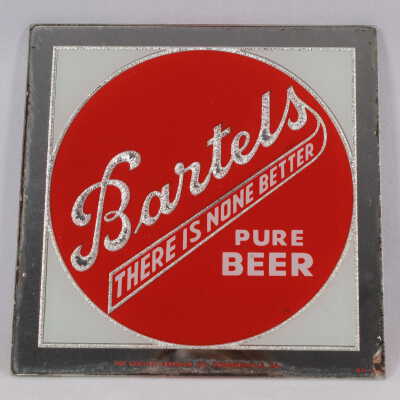 Bartels
THERE IS NONE BETTER
PURE
BEER